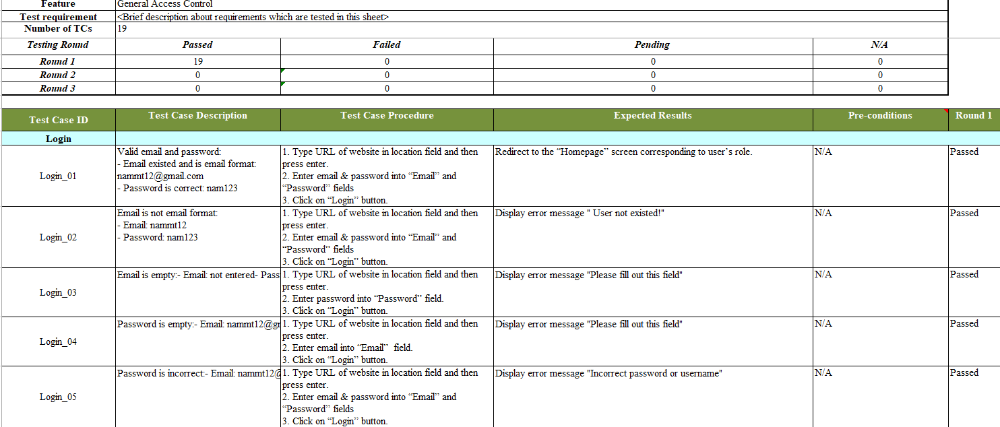 Feature General Access Control
Test requirement <Brief description about requirements which are tested in this sheet>
Number of TCs 19
Testing Round Passed Failed Pending N/A
Round 1 19 0 0 0
Round 2 0 0 0 0
Round 3 0 0 0 0
Test Case ID Test Case Description Test Case Procedure Expected Results Pre-conditions Round 1
Login
Login_01
Valid email and password:
- Email existed and is email format:
nammt12@gmail.com
- Password is correct: nam123
1. Type URL of website in location field and then
press enter.
2. Enter email & password into “Email” and
“Password” fields
3. Click on “Login” button.
Redirect to the “Homepage” screen corresponding to user’s role.
N/A
Passed
Login_02
Email is not email format:
- Email: nammt12
- Password: nam123
1. Type URL of website in location field and then
press enter.
2. Enter email & password into “Email” and
“Password” fields
3. Click on “Login” button.
Display error message " User not existed!"
N/A
Passed
Login_03
Email is empty:- Email: not entered- Pass
1. Type URL of website in location field and then
press enter.
2. Enter password into “Password” field.
3. Click on “Login” button.
Display error message "Please fill out this field"
N/A
Passed
Login_04
Password is empty:- Email: nammt12@gr
1. Type URL of website in location field and then
press enter.
2. Enter email into “Email”  field.
3. Click on “Login” button.
Display error message "Please fill out this field"
N/A
Passed
Login_05
Password is incorrect:- Email: nammt12@
1. Type URL of website in location field and then
press enter.
2. Enter email & password into “Email” and
“Password” fields
3. Click on “Login” button.
Display error message "Incorrect password or username"
N/A
Passed